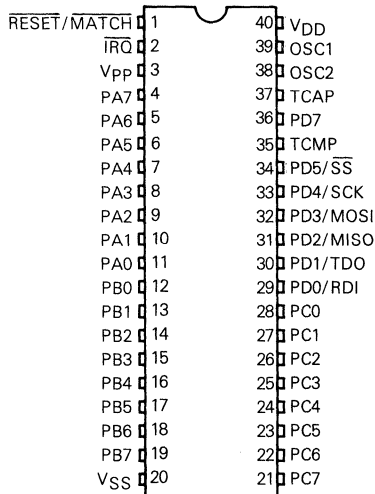 RESET/MATCH 1 40 VDD
IRQ 2 39 OSC1
VPP 3 38 OSC2
PA7 4 37 TCAP
PA6 5 36 PD7
PA5 6 35 TCMP
PA4 7 34 PD5/SS
PA3 8 33 PD4/SCK
PA2 9 32 PD3/MOSI
PA1 10 31 PD2/MISO
PA0 11 30 PD1/TDO
PB0 12 29 PD0/RDI
PB1 13 28 PC0
PB2 14 27 PC1
PB3 15 26 PC2
PB4 16 25 PC3
PB5 17 24 PC4
PB6 18 23 PC5
PB7 19 22 PC6
VSS 20 21 PC7